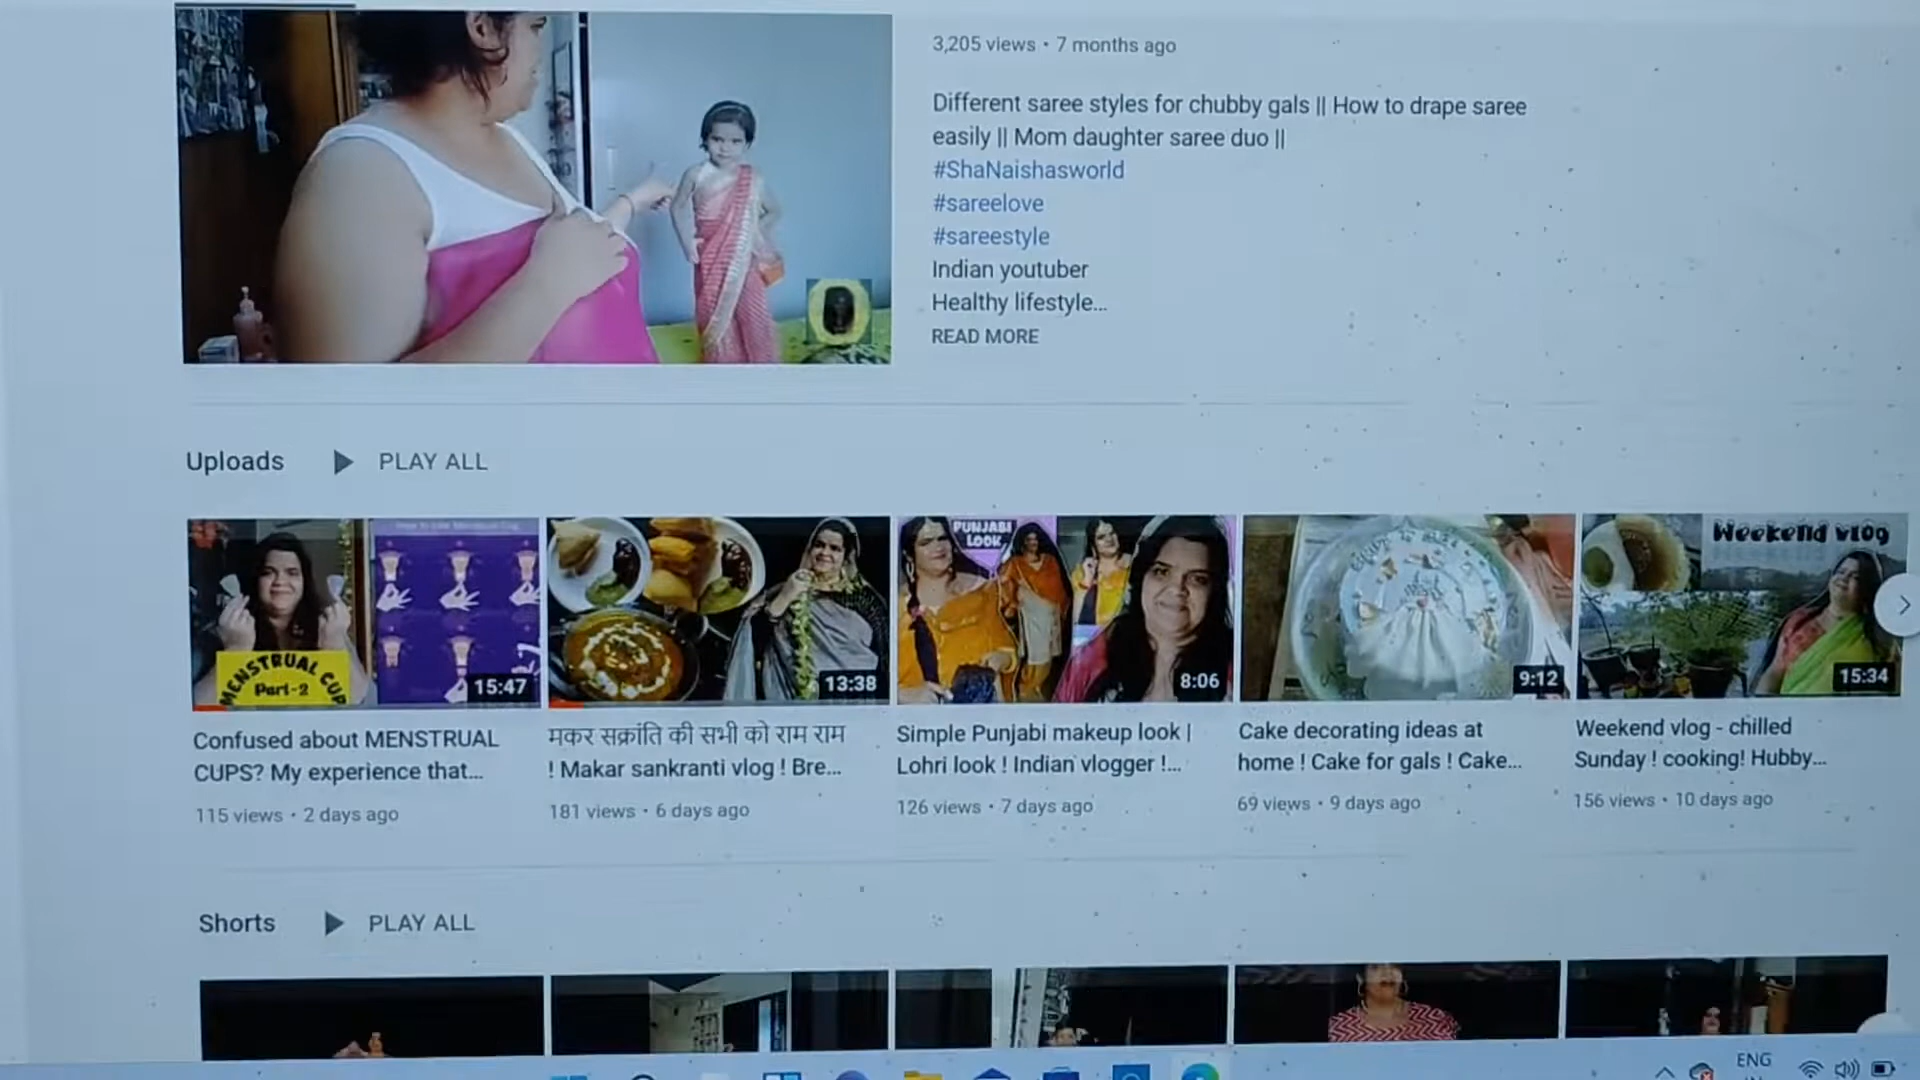 3,205 views • 7 months ago
Different saree styles for chubby gals || How to drape saree
easily || Mom daughter saree duo ||
#ShaNaishasworld
#sareelove
#sareestyle
Indian youtuber
Healthy lifestyle...
READ MORE
Uploads PLAY ALL
MENSTRUAL CUP
Part-2
15:47
13:38
PUNJABI
LOOK
8:06
9:12
Weekend vlog
15:34
Confused about MENSTRUAL
CUPS? My experience that...
115 views • 2 days ago
मकर सक्रांति की सभी को राम राम
! Makar sankranti vlog ! Bre...
181 views • 6 days ago
Simple Punjabi makeup look |
Lohri look ! Indian vlogger !...
126 views • 7 days ago
Cake decorating ideas at
home ! Cake for gals ! Cake...
69 views • 9 days ago
Weekend vlog - chilled
Sunday ! cooking! Hubby...
156 views • 10 days ago
Shorts PLAY ALL
ENG